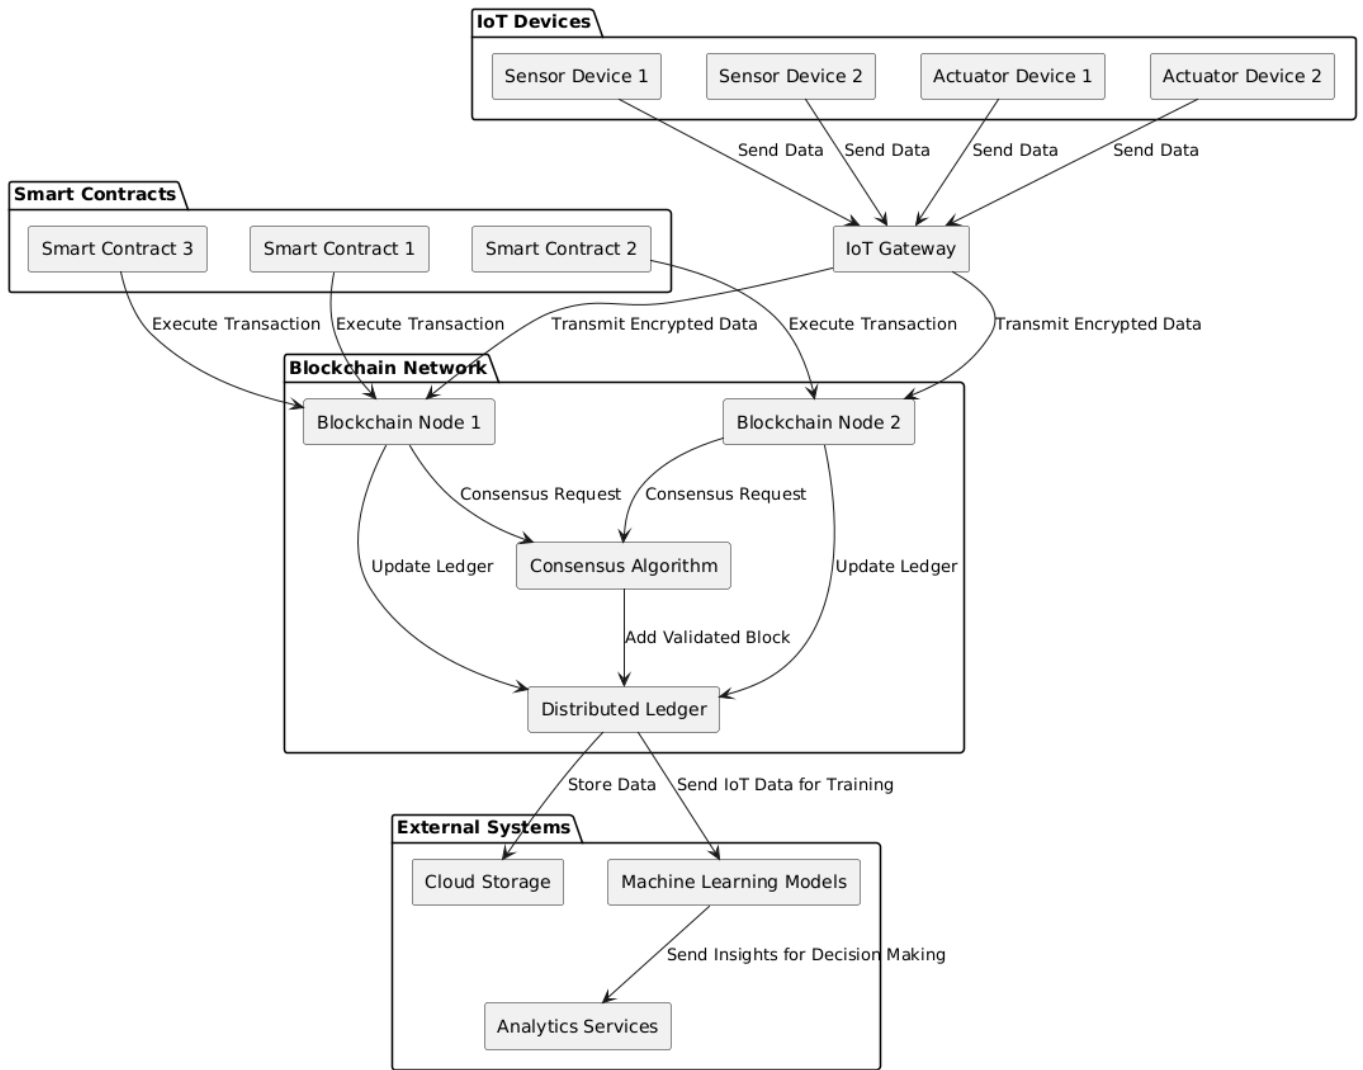 IoT Devices
Sensor Device 1
Sensor Device 2
Actuator Device 1
Actuator Device 2
Send Data
Send Data
Send Data
Send Data
Smart Contracts
Smart Contract 3
Smart Contract 1
Smart Contract 2
IoT Gateway
Execute Transaction
Execute Transaction
Transmit Encrypted Data
Execute Transaction
Transmit Encrypted Data
Blockchain Network
Blockchain Node 1
Blockchain Node 2
Consensus Request
Consensus Request
Update Ledger
Consensus Algorithm
Update Ledger
Add Validated Block
Distributed Ledger
Store Data
Send IoT Data for Training
External Systems
Cloud Storage
Machine Learning Models
Send Insights for Decision Making
Analytics Services